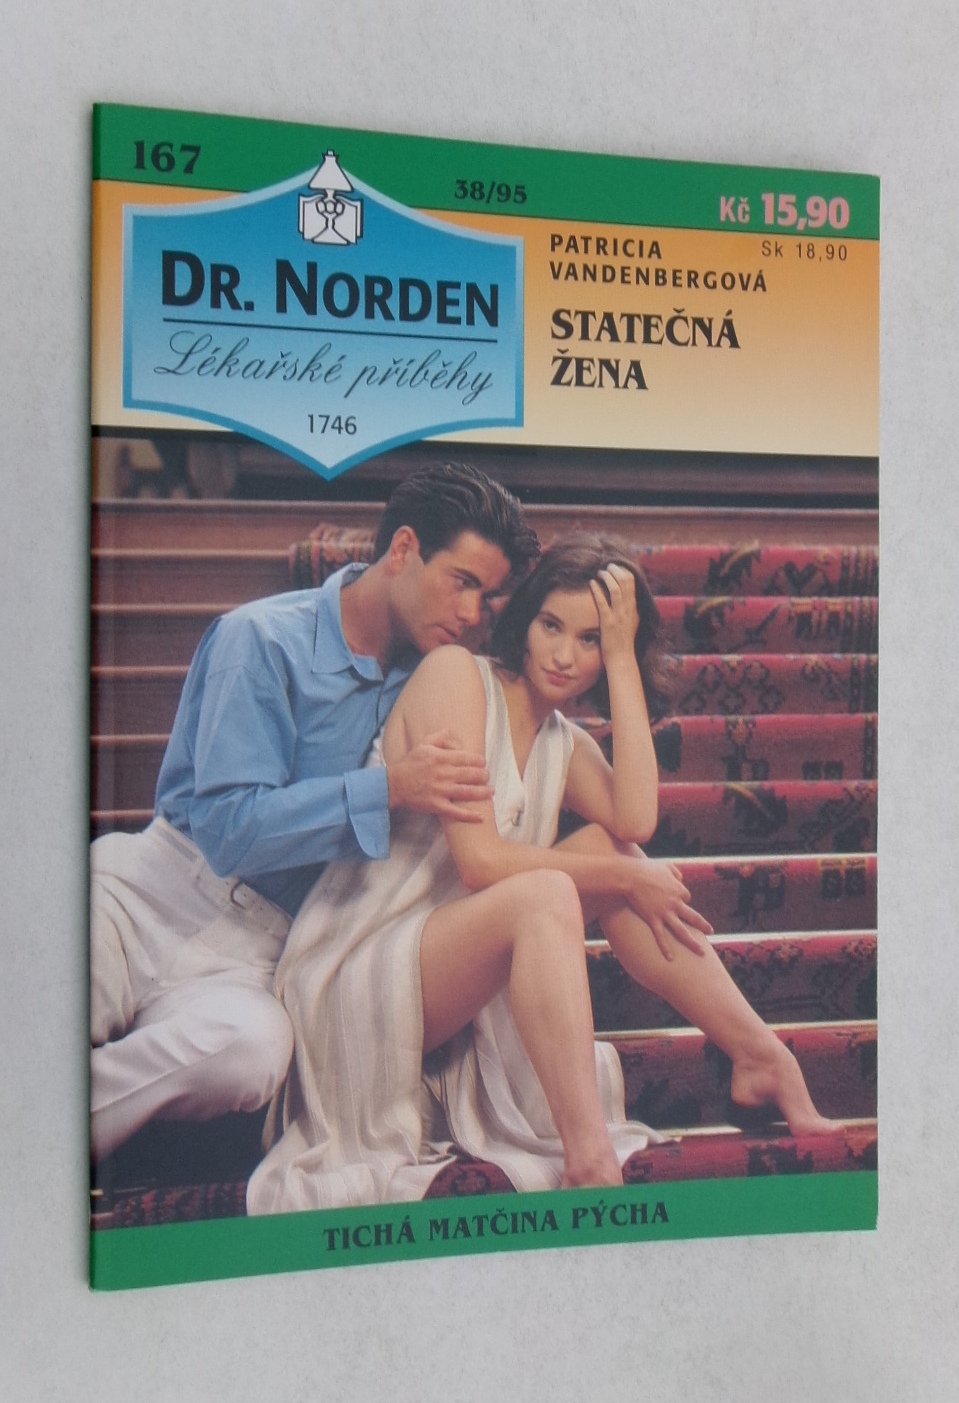 167
38/95
Kč 15,90
Sk 18,90
DR. NORDEN
Lékařské příběhy
1746
PATRICIA
VANDENBERGOVÁ
STATEČNÁ
ŽENA
TICHÁ MATČINA PÝCHA